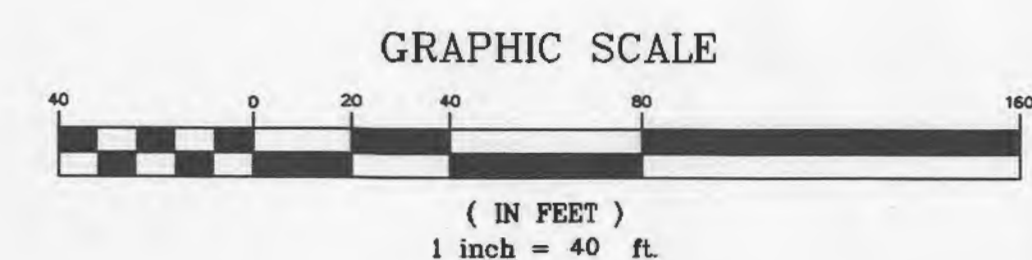 GRAPHIC SCALE
40 0 20 40 80 160
( IN FEET )
1 inch = 40 ft.